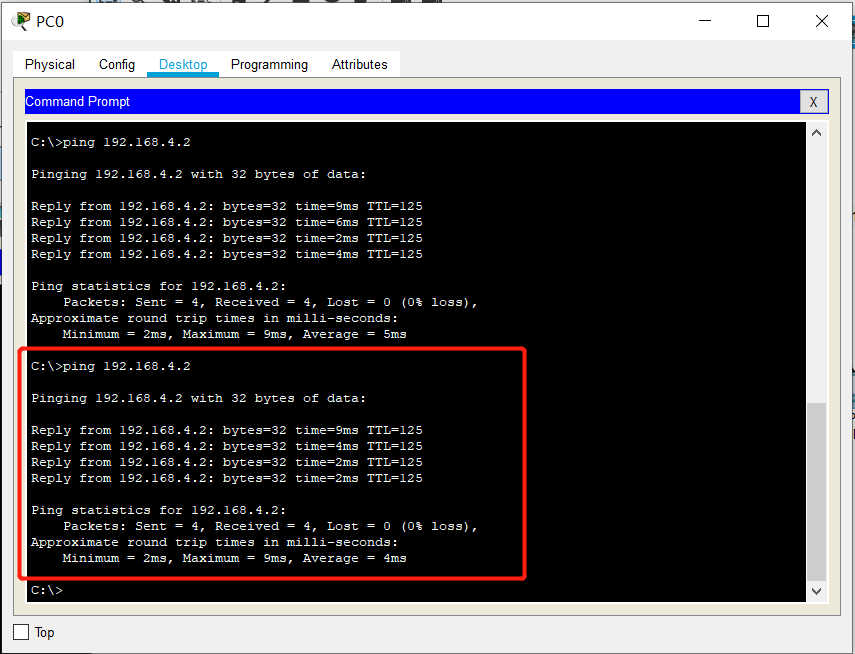 PC0
Physical Config Desktop Programming Attributes
Command Prompt X
C:\>ping 192.168.4.2
Pinging 192.168.4.2 with 32 bytes of data:
Reply from 192.168.4.2: bytes=32 time=9ms TTL=125
Reply from 192.168.4.2: bytes=32 time=6ms TTL=125
Reply from 192.168.4.2: bytes=32 time=2ms TTL=125
Reply from 192.168.4.2: bytes=32 time=4ms TTL=125
Ping statistics for 192.168.4.2:
Packets: Sent = 4, Received = 4, Lost = 0 (0% loss),
Approximate round trip times in milli-seconds:
Minimum = 2ms, Maximum = 9ms, Average = 5ms
C:\>ping 192.168.4.2
Pinging 192.168.4.2 with 32 bytes of data:
Reply from 192.168.4.2: bytes=32 time=9ms TTL=125
Reply from 192.168.4.2: bytes=32 time=4ms TTL=125
Reply from 192.168.4.2: bytes=32 time=2ms TTL=125
Reply from 192.168.4.2: bytes=32 time=2ms TTL=125
Ping statistics for 192.168.4.2:
Packets: Sent = 4, Received = 4, Lost = 0 (0% loss),
Approximate round trip times in milli-seconds:
Minimum = 2ms, Maximum = 9ms, Average = 4ms
C:\>
Top